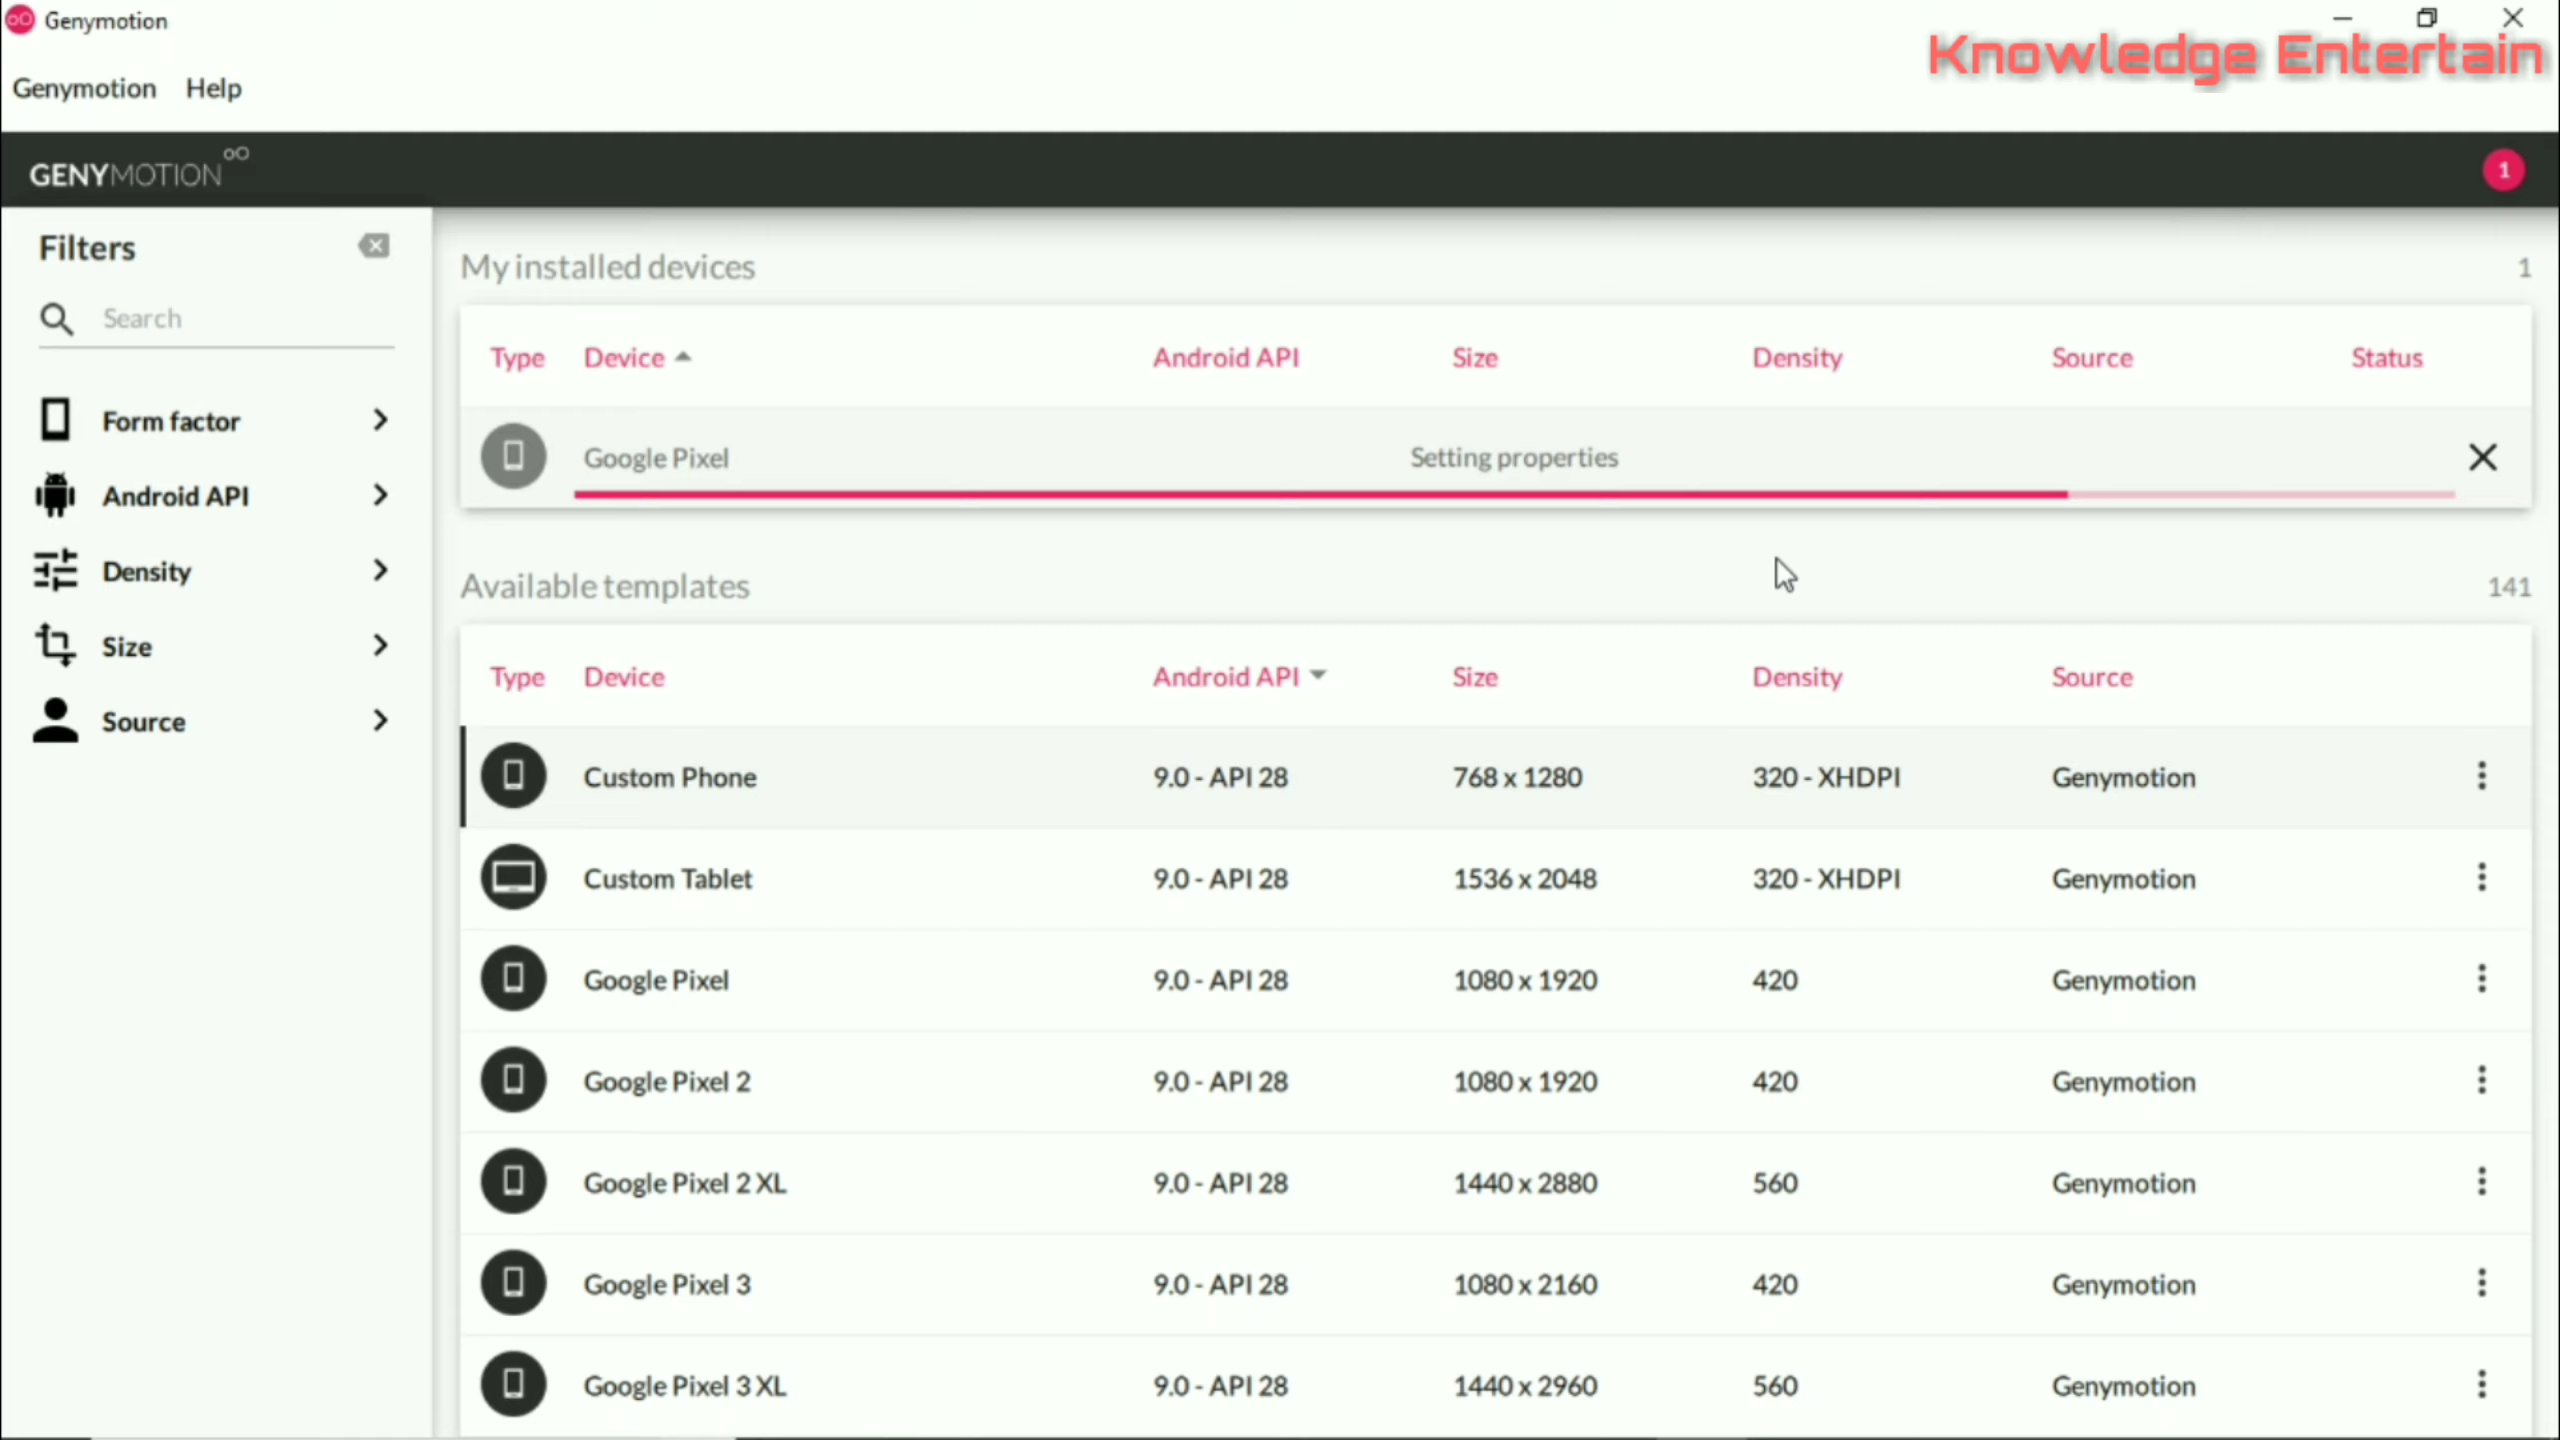 Genymotion
Knowledge Entertain
Genymotion Help
GENYMOTION oO 1
Filters
Search
Form factor
Android API
Density
Size
Source
My installed devices 1
Type Device Android API Size Density Source Status
Google Pixel Setting properties
Available templates 141
Type Device Android API Size Density Source
Custom Phone 9.0 - API 28 768 x 1280 320 - XHDPI Genymotion
Custom Tablet 9.0 - API 28 1536 x 2048 320 - XHDPI Genymotion
Google Pixel 9.0 - API 28 1080 x 1920 420 Genymotion
Google Pixel 2 9.0 - API 28 1080 x 1920 420 Genymotion
Google Pixel 2 XL 9.0 - API 28 1440 x 2880 560 Genymotion
Google Pixel 3 9.0 - API 28 1080 x 2160 420 Genymotion
Google Pixel 3 XL 9.0 - API 28 1440 x 2960 560 Genymotion